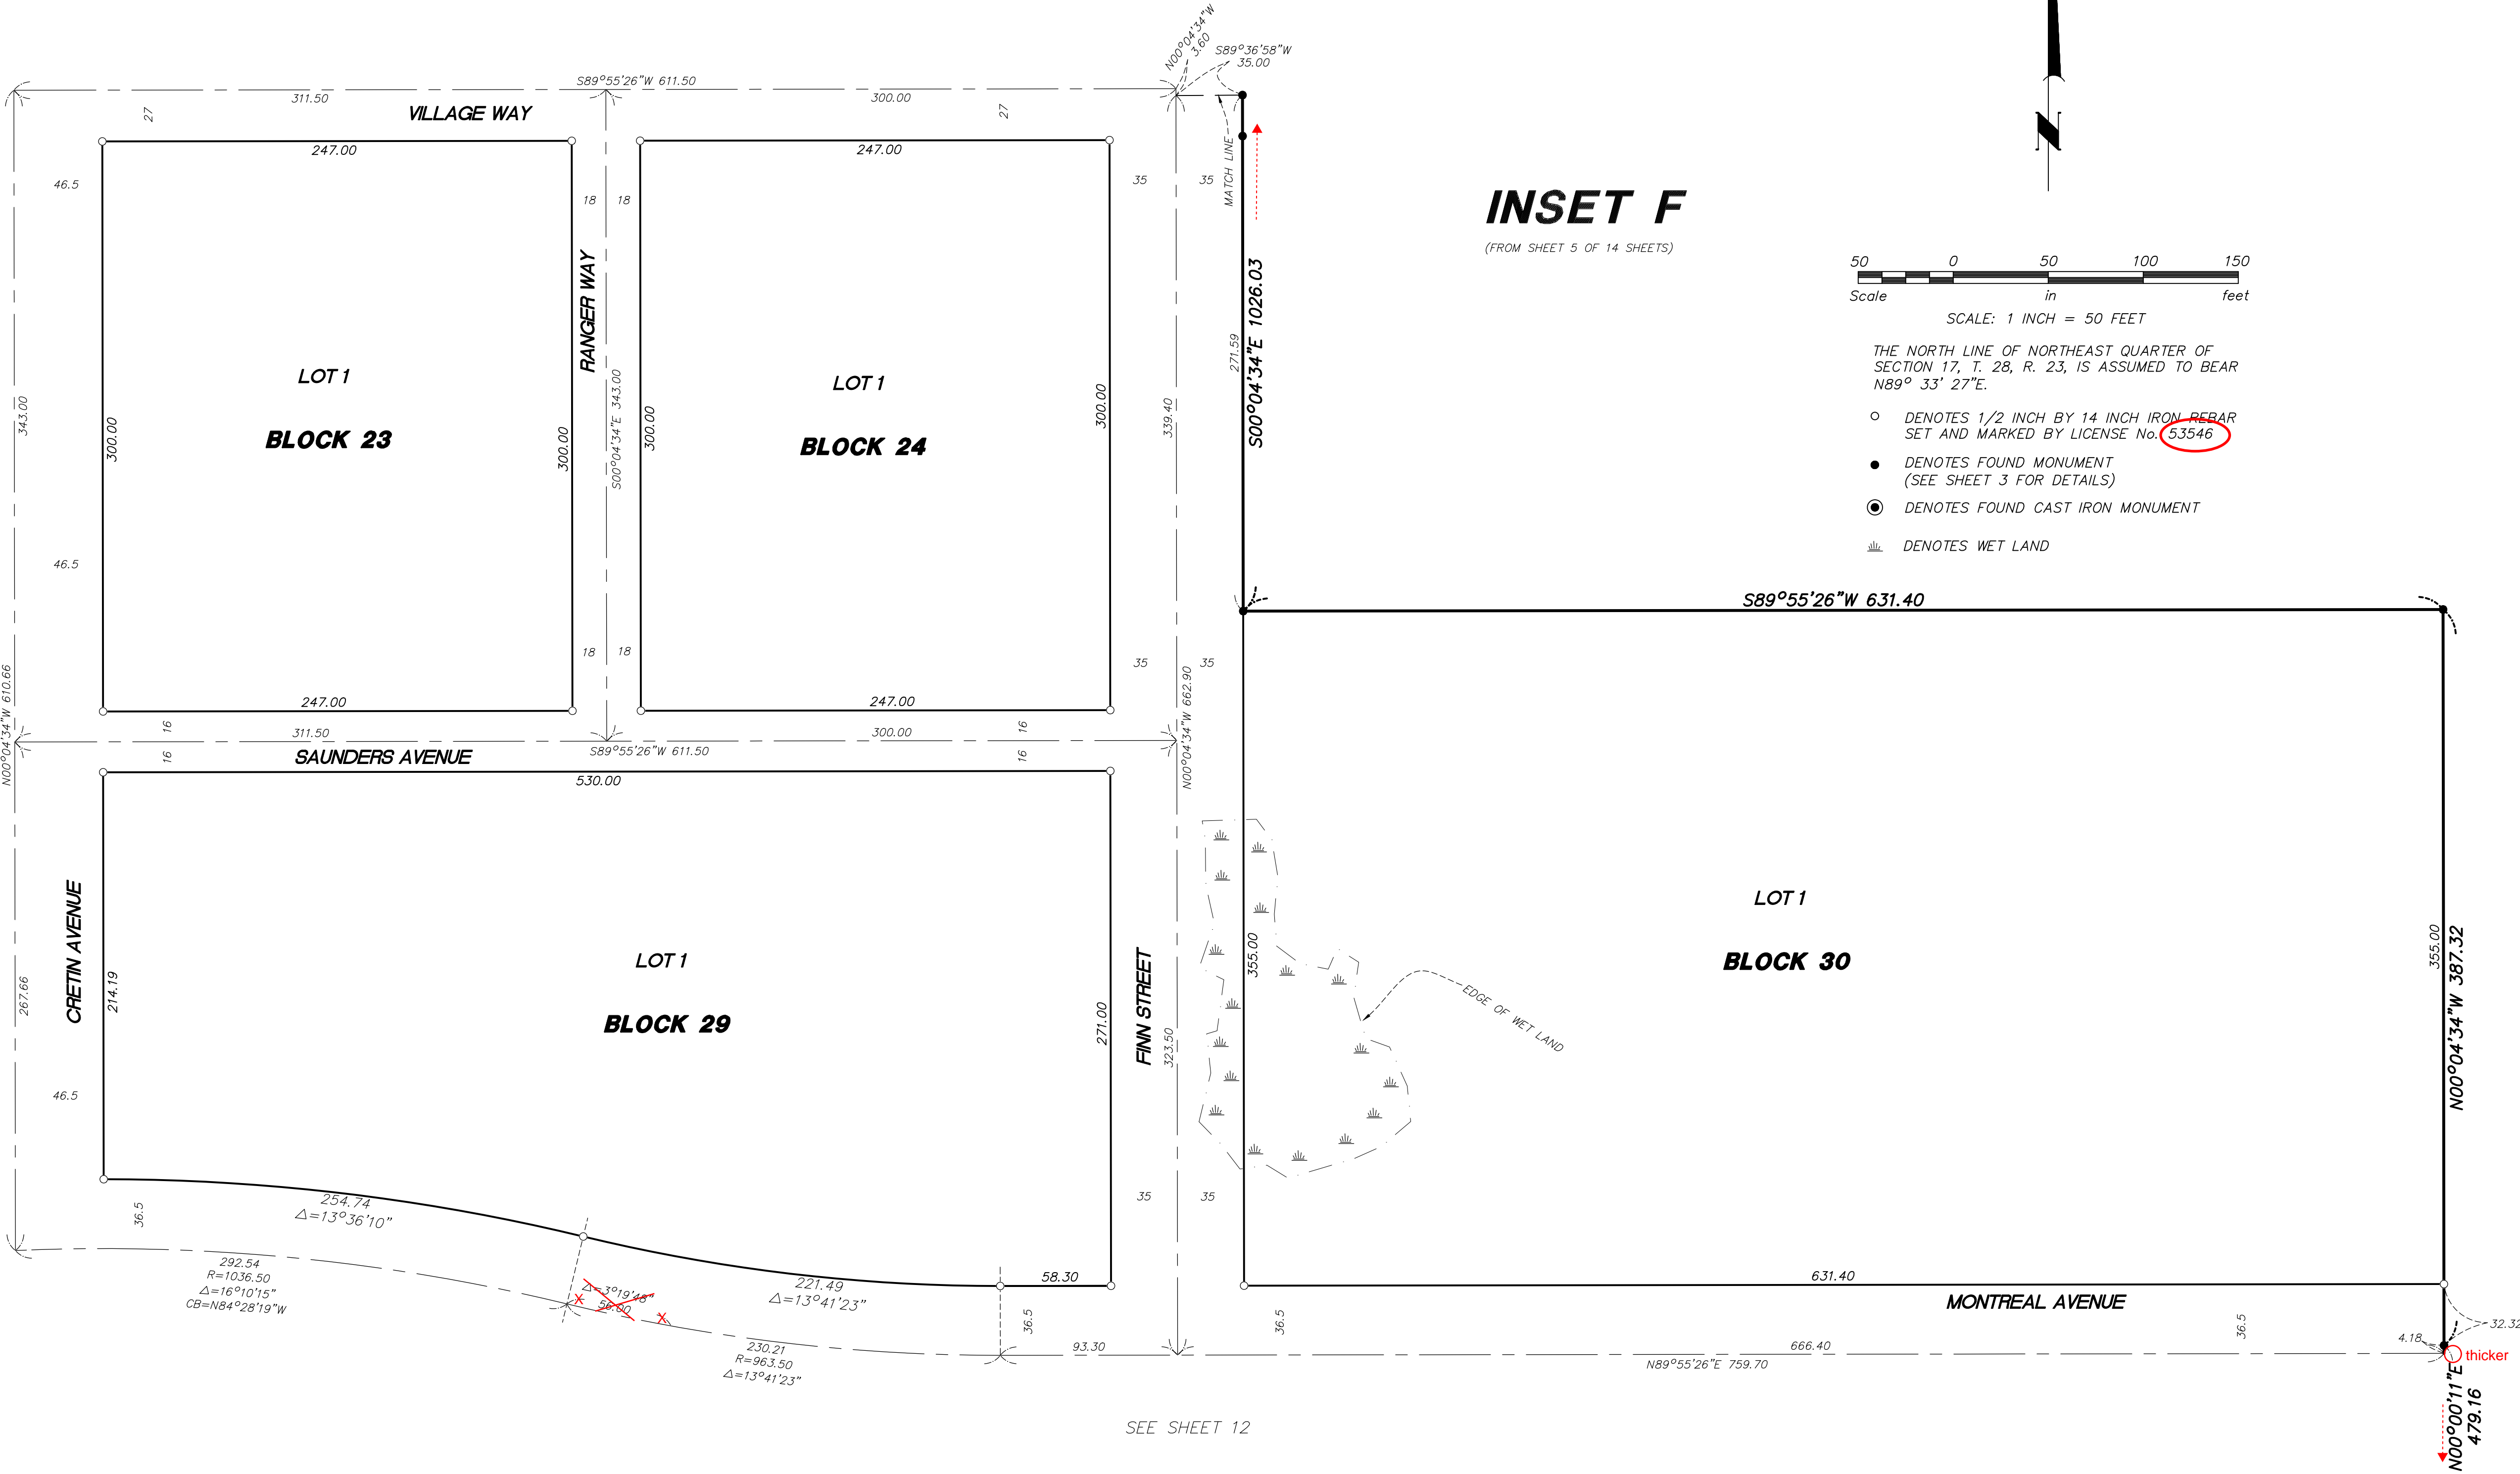 N00°04'34"W
3.60
S89°36'58"W
35.00
S89°55'26"W 611.50
311.50
300.00
27
VILLAGE WAY
27
247.00
247.00
46.5
18
18
35
35
MATCH LINE
INSET F
(FROM SHEET 5 OF 14 SHEETS)
N
50 0 50 100 150
Scale in feet
SCALE: 1 INCH = 50 FEET
THE NORTH LINE OF NORTHEAST QUARTER OF
SECTION 17, T. 28, R. 23, IS ASSUMED TO BEAR
N89° 33' 27"E.
DENOTES 1/2 INCH BY 14 INCH IRON REBAR
SET AND MARKED BY LICENSE No. 53546
DENOTES FOUND MONUMENT
(SEE SHEET 3 FOR DETAILS)
DENOTES FOUND CAST IRON MONUMENT
DENOTES WET LAND
RANGER WAY
S00°04'34"E 343.00
271.59
S00°04'34"E 1026.03
LOT 1
BLOCK 23
LOT 1
BLOCK 24
343.00
300.00
300.00
300.00
300.00
339.40
46.5
18
18
35
35
N00°04'34"W 610.66
N00°04'34"W 662.90
S89°55'26"W 631.40
247.00
247.00
16
311.50
300.00
16
SAUNDERS AVENUE
16
S89°55'26"W 611.50
16
530.00
CRETIN AVENUE
267.66
214.19
LOT 1
BLOCK 29
271.00
FINN STREET
323.50
355.00
EDGE OF WET LAND
LOT 1
BLOCK 30
355.00
N00°04'34"W 387.32
46.5
36.5
254.74
△=13°36'10"
35
35
292.54
R=1036.50
△=16°10'15"
CB=N84°28'19"W
△=3°19'48"
56.00
X
X
221.49
△=13°41'23"
58.30
36.5
631.40
MONTREAL AVENUE
36.5
36.5
32.32
4.18
230.21
R=963.50
△=13°41'23"
93.30
666.40
N89°55'26"E 759.70
thicker
N00°00'11"E
479.16
SEE SHEET 12